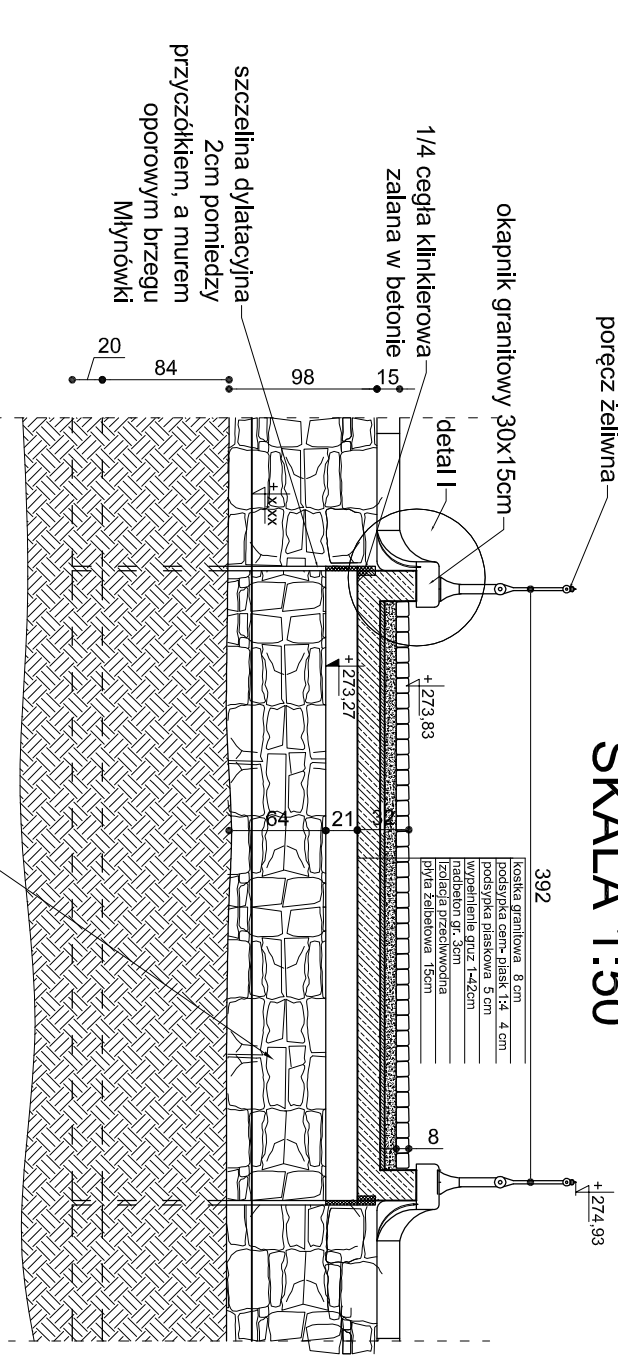 SKALA 1:50
poręcz żeliwna
okapnik granitowy 30x15cm
1/4 cegła klinkierowa
zalana w betonie
szczelina dylatacyjna
2cm pomiedzy
przyczółkiem, a murem
oporowym brzegu
Młynówki
detal I
392
+274,93
+273,83
+273,27
+x,xx
kostka granitowa 8 cm
podsypka cem- piask 1:4 4 cm
podsypka piaskowa 5 cm
wypełnienie gruz 1-42cm
nadbeton gr. 3cm
izolacja przeciwwodna
płyta żelbetowa 15cm
8
15
98
84
20
21
64